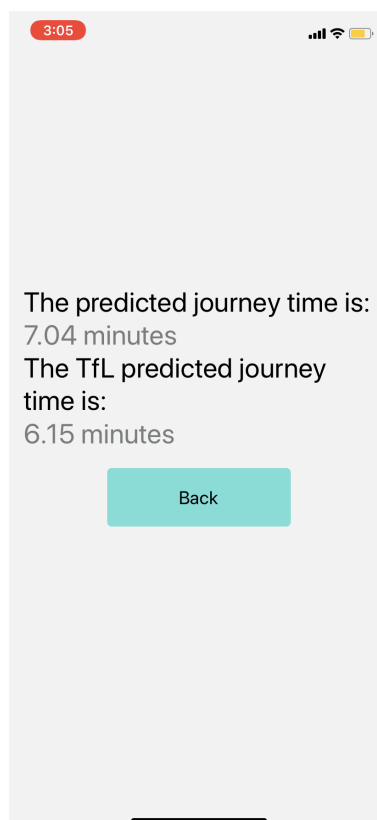 3:05
The predicted journey time is:
7.04 minutes
The TfL predicted journey
time is:
6.15 minutes
Back